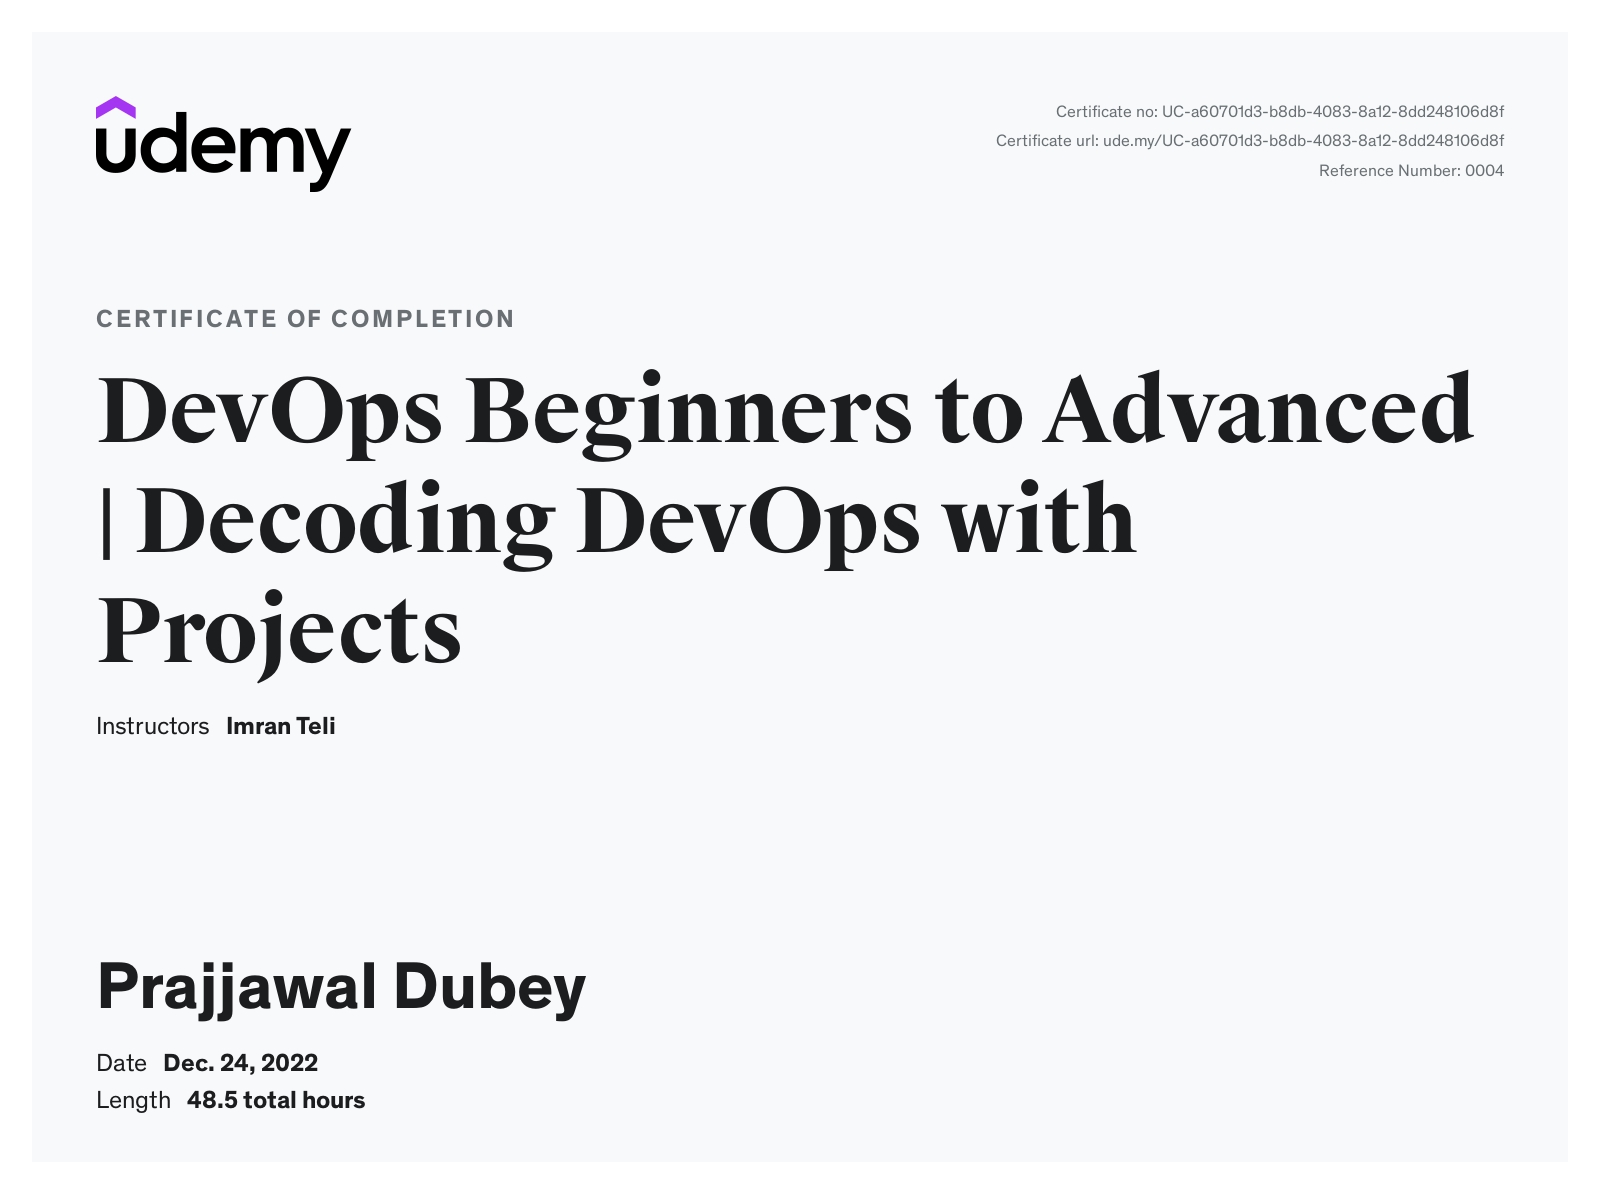 udemy
Certificate no: UC-a60701d3-b8db-4083-8a12-8dd248106d8f
Certificate url: ude.my/UC-a60701d3-b8db-4083-8a12-8dd248106d8f
Reference Number: 0004
CERTIFICATE OF COMPLETION
DevOps Beginners to Advanced
| Decoding DevOps with
Projects
Instructors Imran Teli
Prajjawal Dubey
Date Dec. 24, 2022
Length 48.5 total hours